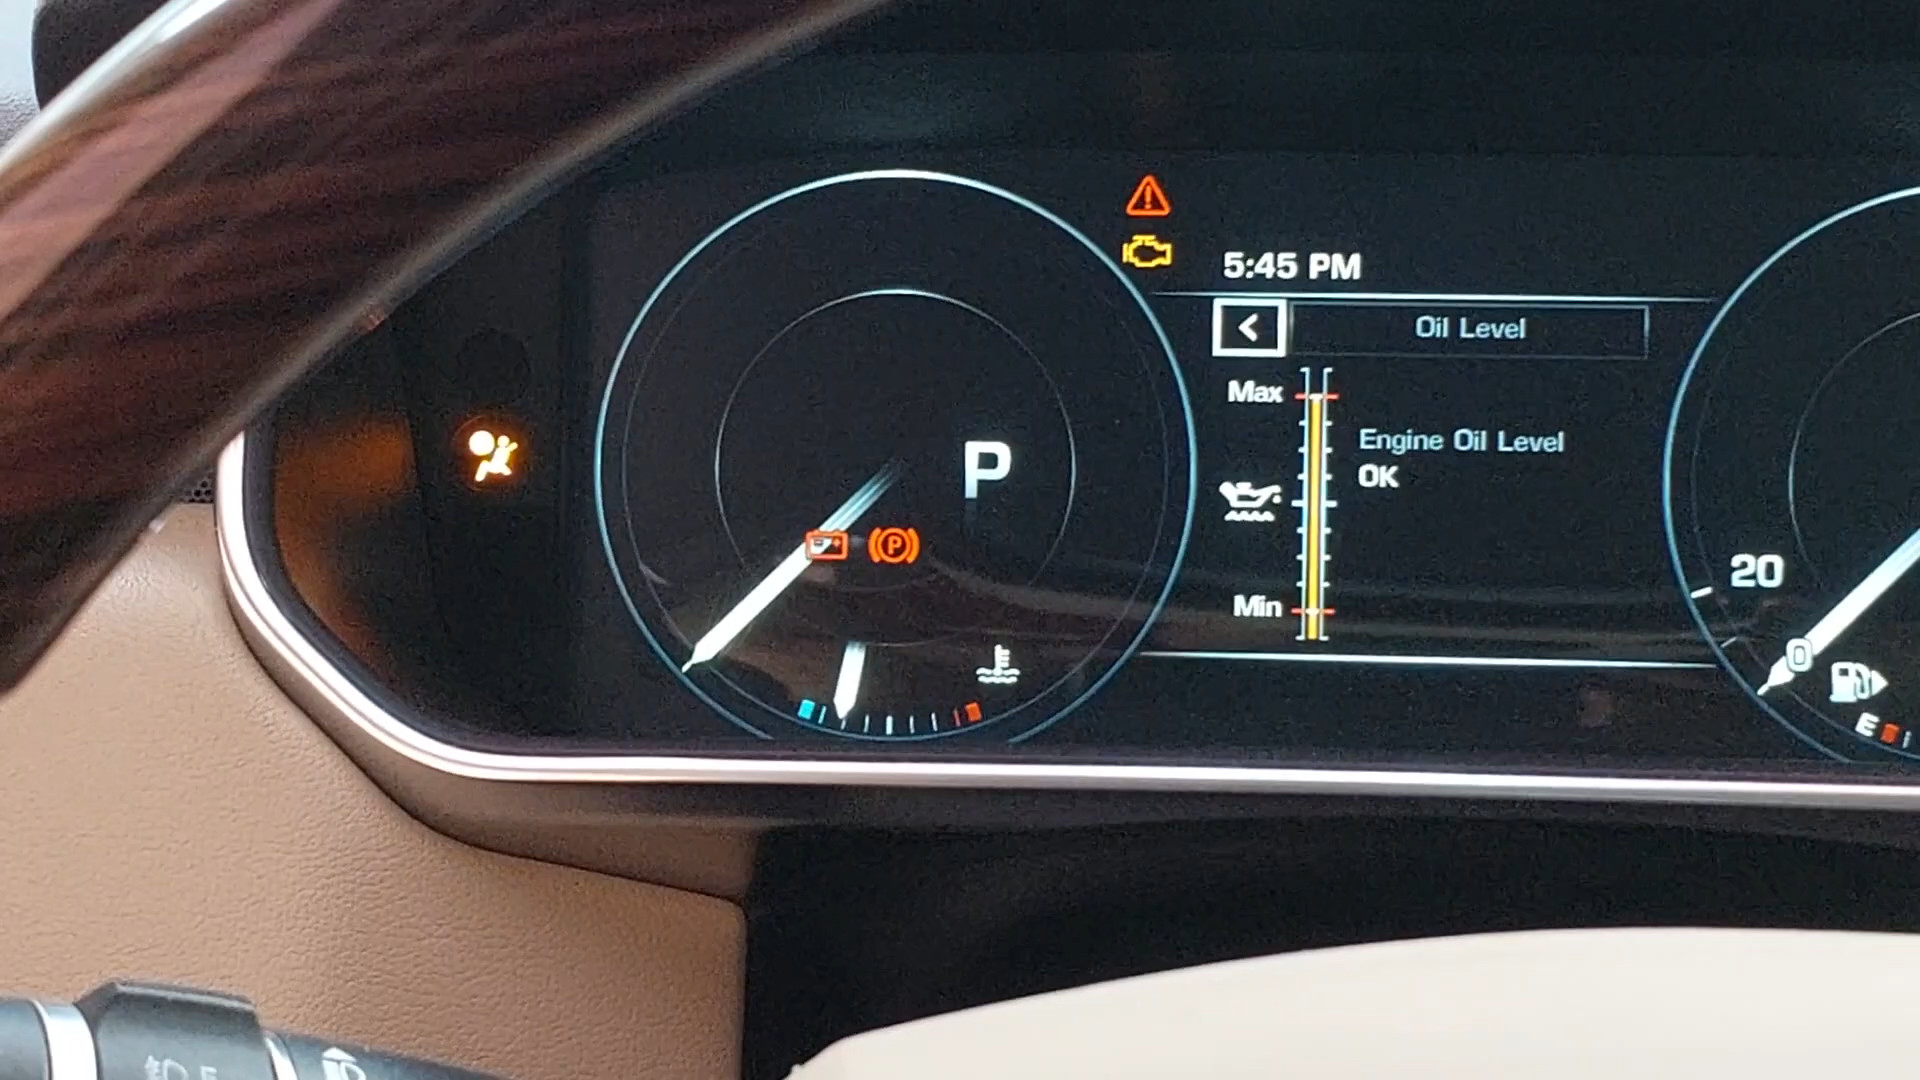 5:45 PM
<
Oil Level
Max
Engine Oil Level
OK
Min
P
P
20
0
E